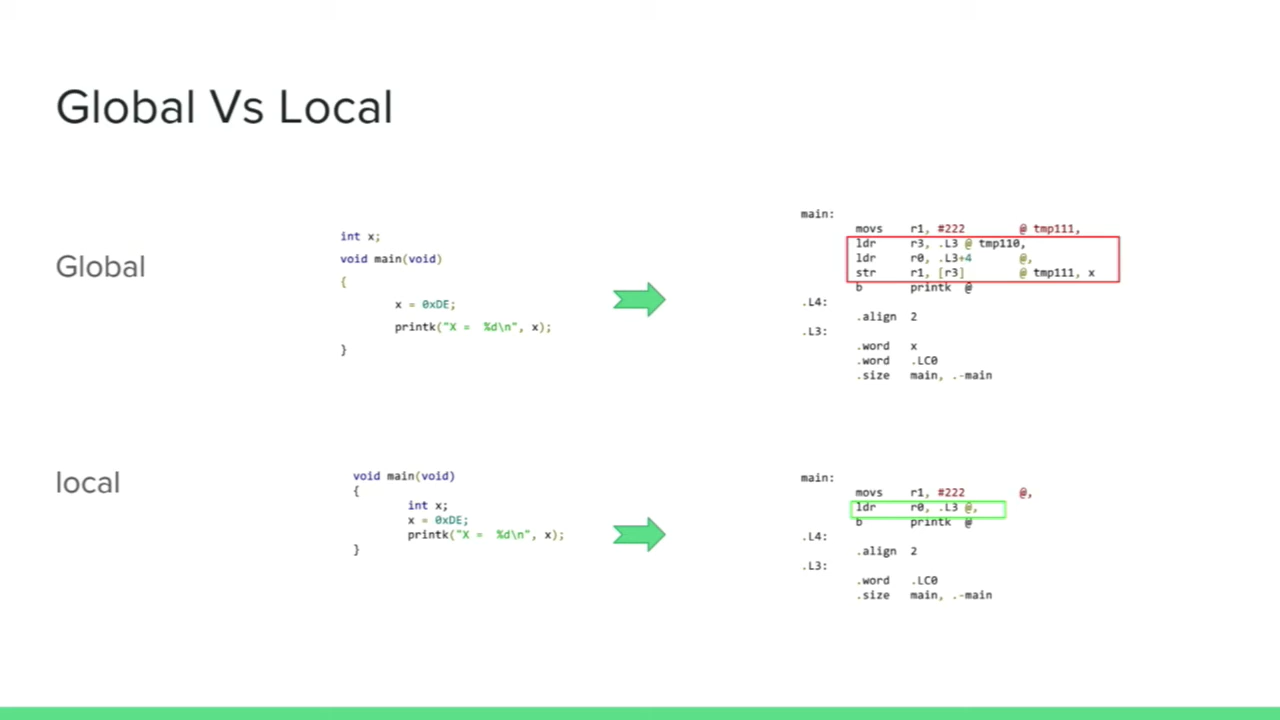 Global Vs Local
Global
int x;
void main(void)
{
x = 0xDE;
printk("X =  %d\n", x);
}
main:
movs r1, #222 @ tmp111,
ldr r3, .L3 @ tmp110,
ldr r0, .L3+4 @,
str r1, [r3] @ tmp111, x
b printk @
.L4:
.align 2
.L3:
.word x
.word .LC0
.size main, .-main
local
void main(void)
{
int x;
x = 0xDE;
printk("X =  %d\n", x);
}
main:
movs r1, #222 @,
ldr r0, .L3 @,
b printk @
.L4:
.align 2
.L3:
.word .LC0
.size main, .-main